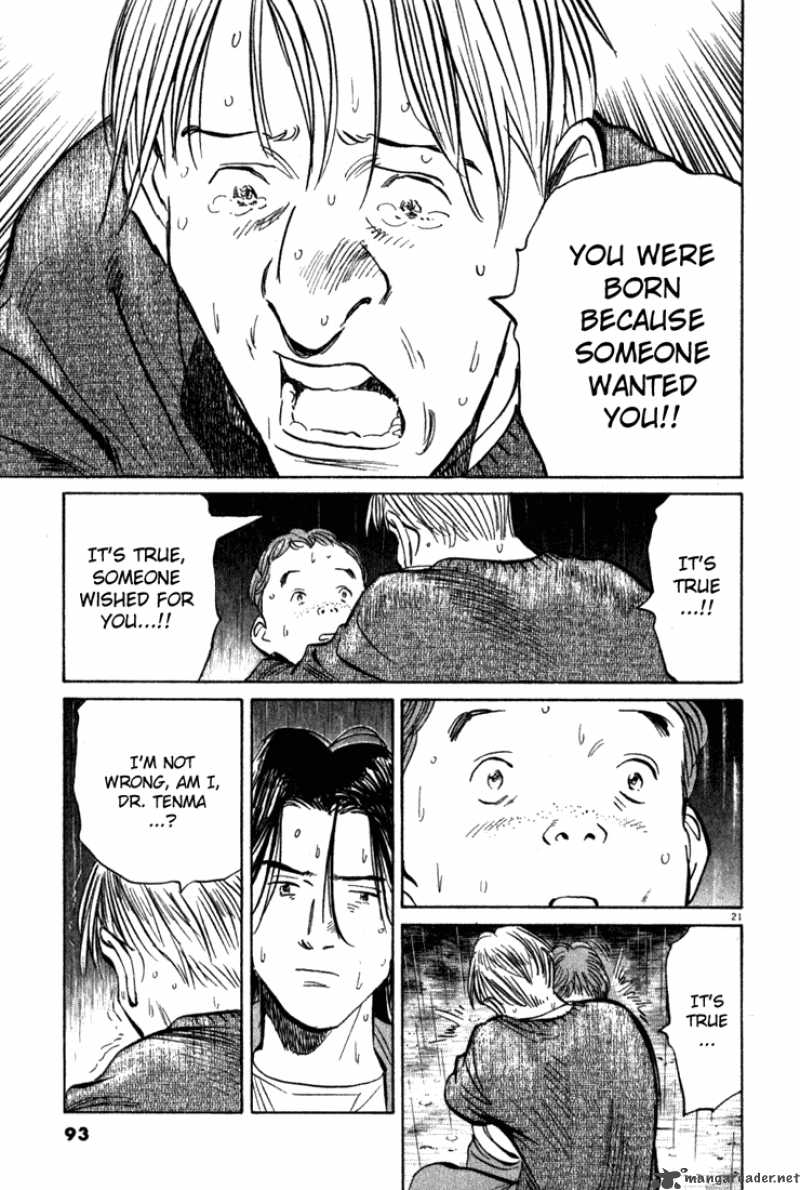 YOU WERE
BORN
BECAUSE
SOMEONE
WANTED
YOU!!
IT'S
TRUE
...!!
IT'S TRUE,
SOMEONE
WISHED FOR
YOU...!!
21
I'M NOT
WRONG, AM I,
DR. TENMA
...?
IT'S
TRUE
...
93
mangareader.net